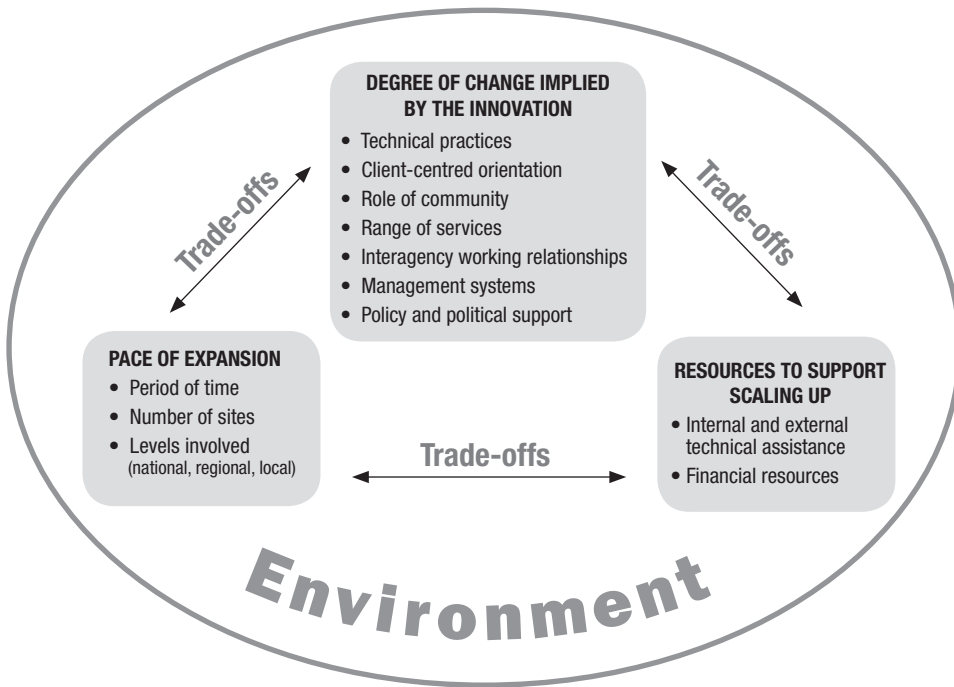 DEGREE OF CHANGE IMPLIED
BY THE INNOVATION
• Technical practices
• Client-centred orientation
• Role of community
• Range of services
• Interagency working relationships
• Management systems
• Policy and political support
Trade-offs
Trade-offs
PACE OF EXPANSION
• Period of time
• Number of sites
• Levels involved
(national, regional, local)
Trade-offs
RESOURCES TO SUPPORT
SCALING UP
• Internal and external
technical assistance
• Financial resources
Environment